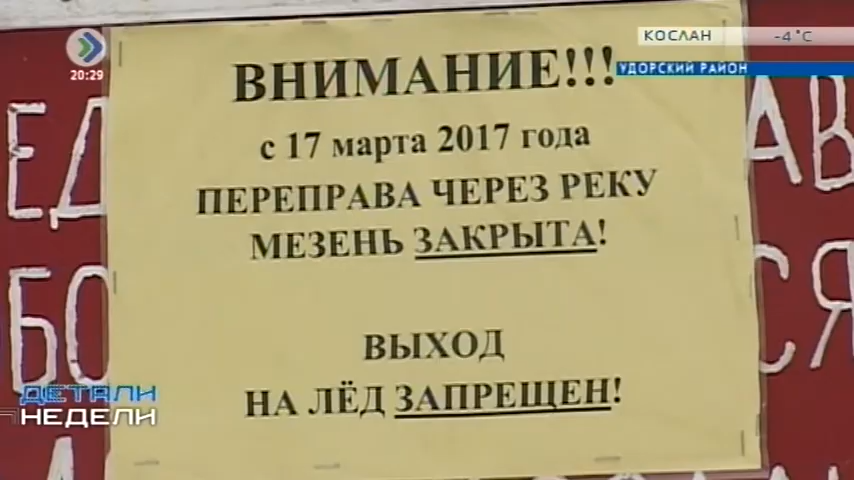 20:29
КОСЛАН -4°C
УДОРСКИЙ РАЙОН
ВНИМАНИЕ!!!
с 17 марта 2017 года
ПЕРЕПРАВА ЧЕРЕЗ РЕКУ
МЕЗЕНЬ ЗАКРЫТА!
ВЫХОД
НА ЛЁД ЗАПРЕЩЕН!
ДЕТАЛИ
НЕДЕЛИ